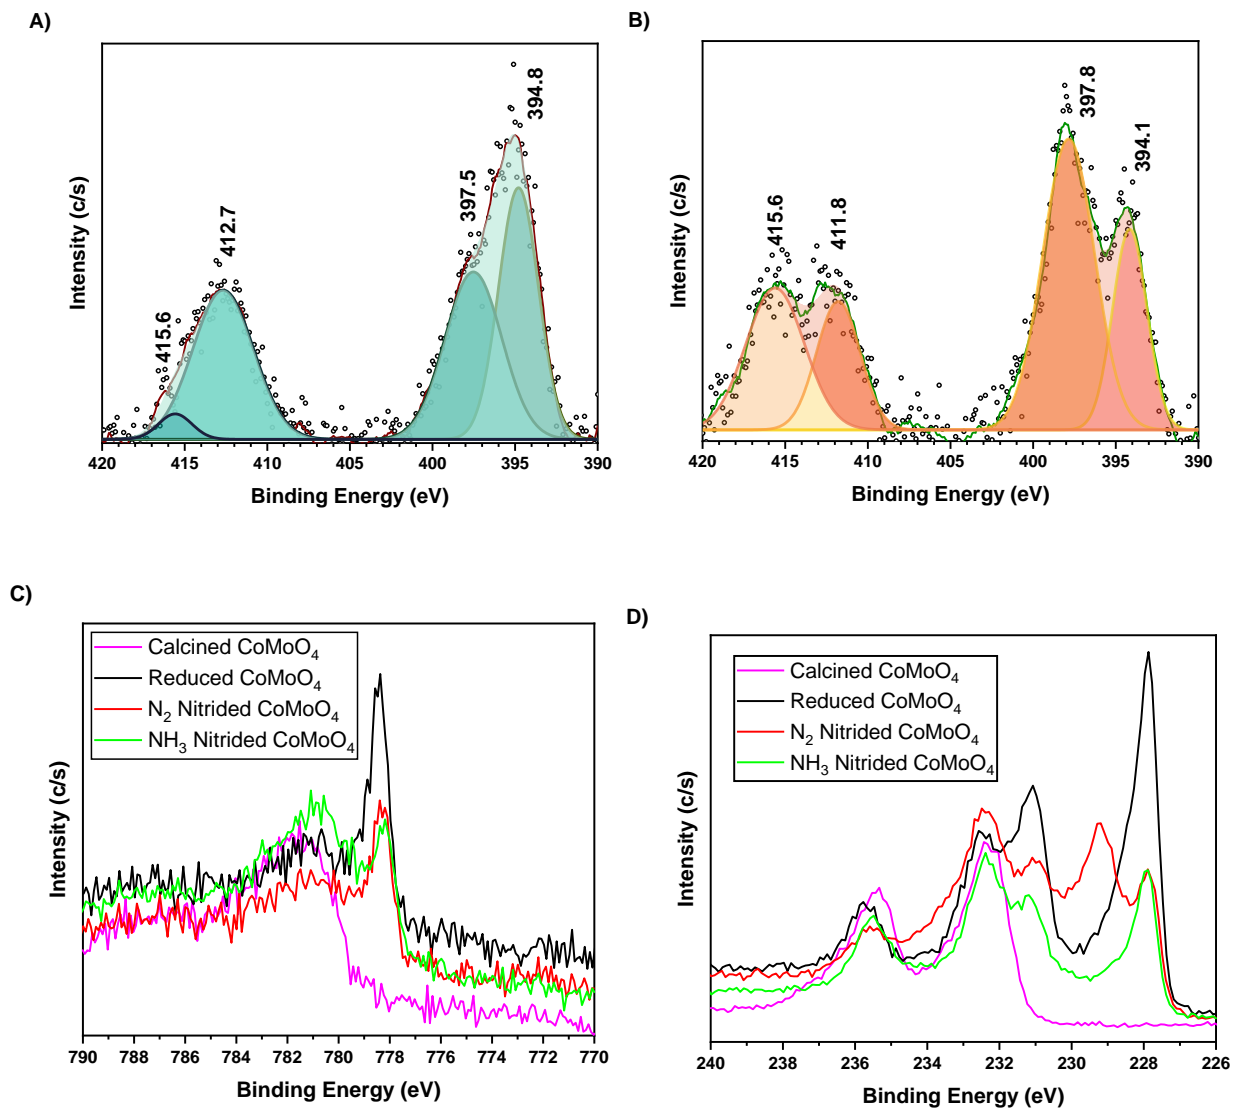 A)
Intensity (c/s)
415.6
412.7
397.5
394.8
420 415 410 405 400 395 390
Binding Energy (eV)
B)
Intensity (c/s)
415.6
411.8
397.8
394.1
420 415 410 405 400 395 390
Binding Energy (eV)
C)
Intensity (c/s)
Calcined CoMoO4
Reduced CoMoO4
N2 Nitrided CoMoO4
NH3 Nitrided CoMoO4
790 788 786 784 782 780 778 776 774 772 770
Binding Energy (eV)
D)
Intensity (c/s)
Calcined CoMoO4
Reduced CoMoO4
N2 Nitrided CoMoO4
NH3 Nitrided CoMoO4
240 238 236 234 232 230 228 226
Binding Energy (eV)